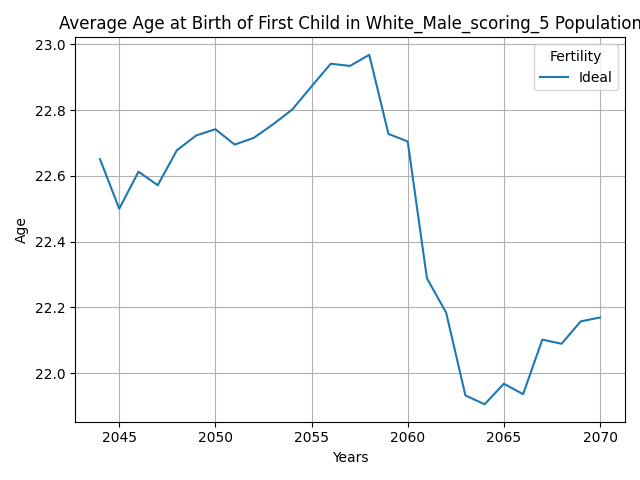 Average Age at Birth of First Child in White_Male_scoring_5 Population
23.0
22.8
22.6
22.4
22.2
22.0
Age
Fertility
Ideal
2045 2050 2055 2060 2065 2070
Years